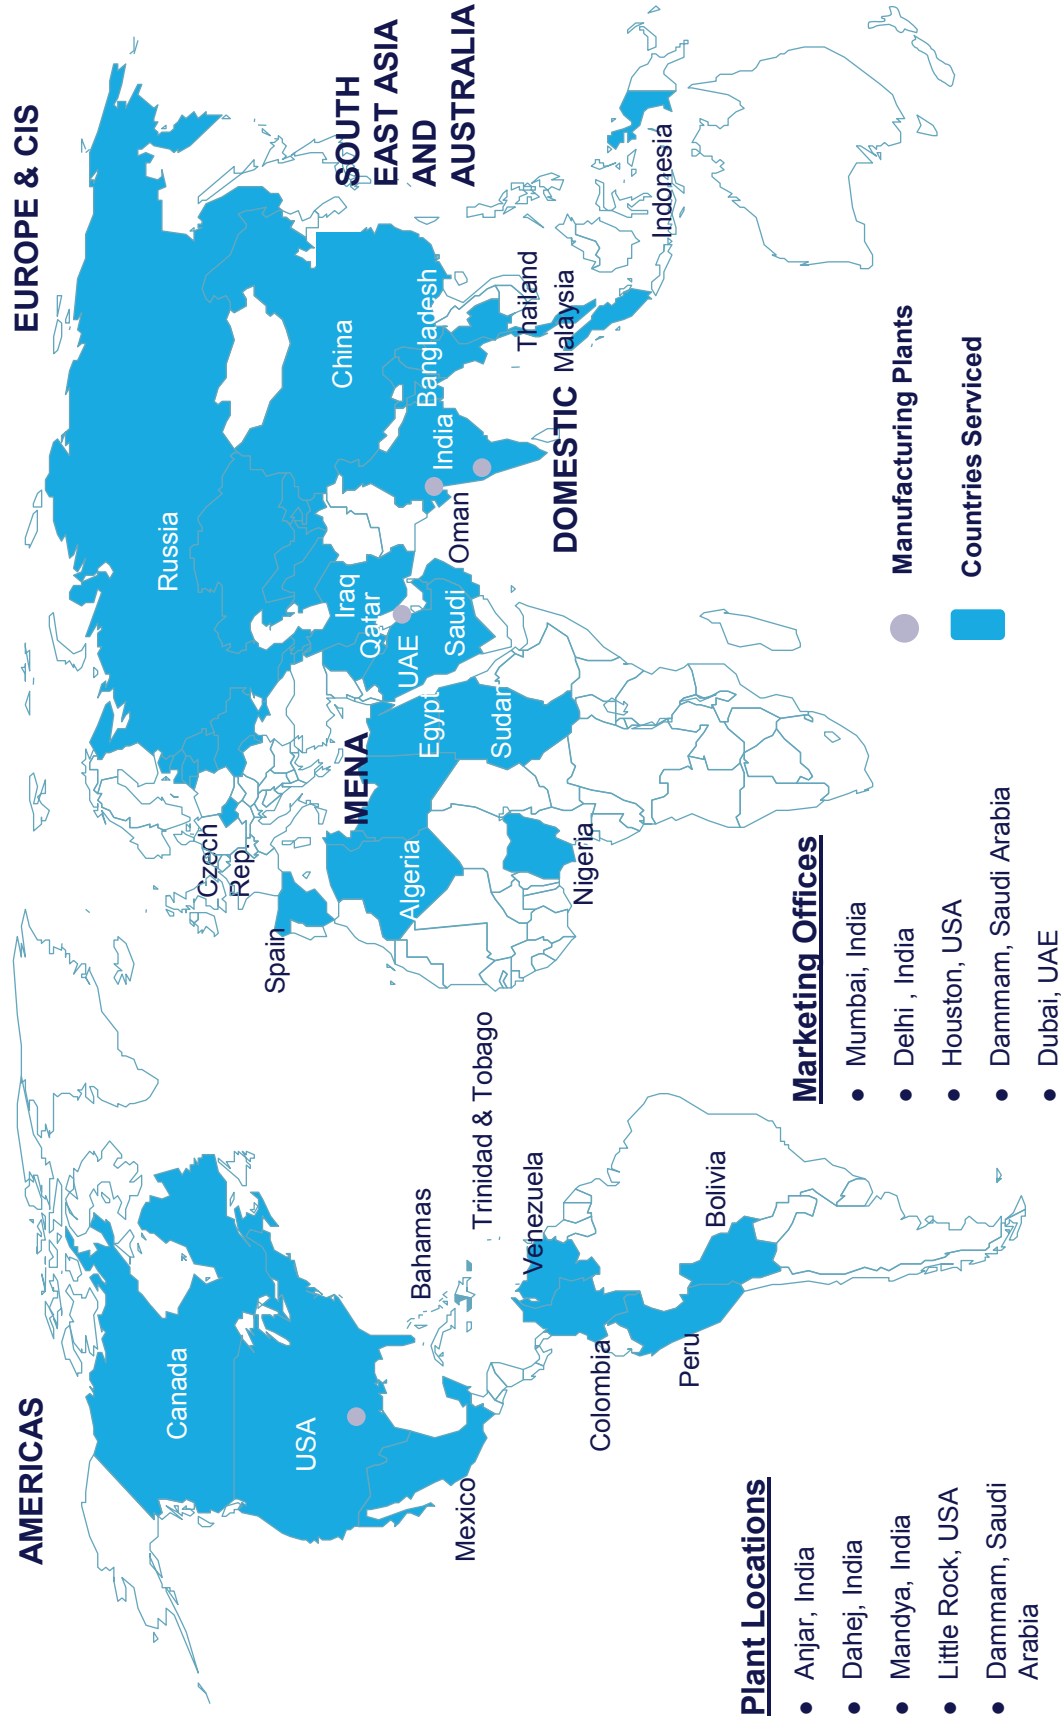 AMERICAS
EUROPE & CIS
SOUTH
EAST ASIA
AND
AUSTRALIA
MENA
DOMESTIC
Canada
USA
Mexico
Bahamas
Trinidad & Tobago
Venezuela
Colombia
Peru
Bolivia
Czech
Rep.
Spain
Russia
Algeria
Egypt
Sudan
Nigeria
Iraq
Qatar
UAE
Saudi
Oman
India
China
Bangladesh
Thailand
Malaysia
Indonesia
Plant Locations
● Anjar, India
● Dahej, India
● Mandya, India
● Little Rock, USA
● Dammam, Saudi
Arabia
Marketing Offices
● Mumbai, India
● Delhi , India
● Houston, USA
● Dammam, Saudi Arabia
● Dubai, UAE
Manufacturing Plants
Countries Serviced